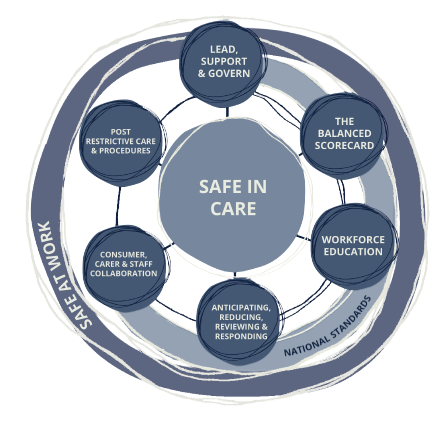 LEAD,
SUPPORT
& GOVERN
THE
BALANCED
SCORECARD
POST
RESTRICTIVE CARE
& PROCEDURES
SAFE IN
CARE
WORKFORCE
EDUCATION
CONSUMER,
CARER & STAFF
COLLABORATION
ANTICIPATING,
REDUCING,
REVIEWING &
RESPONDING
SAFE AT WORK
NATIONAL STANDARDS